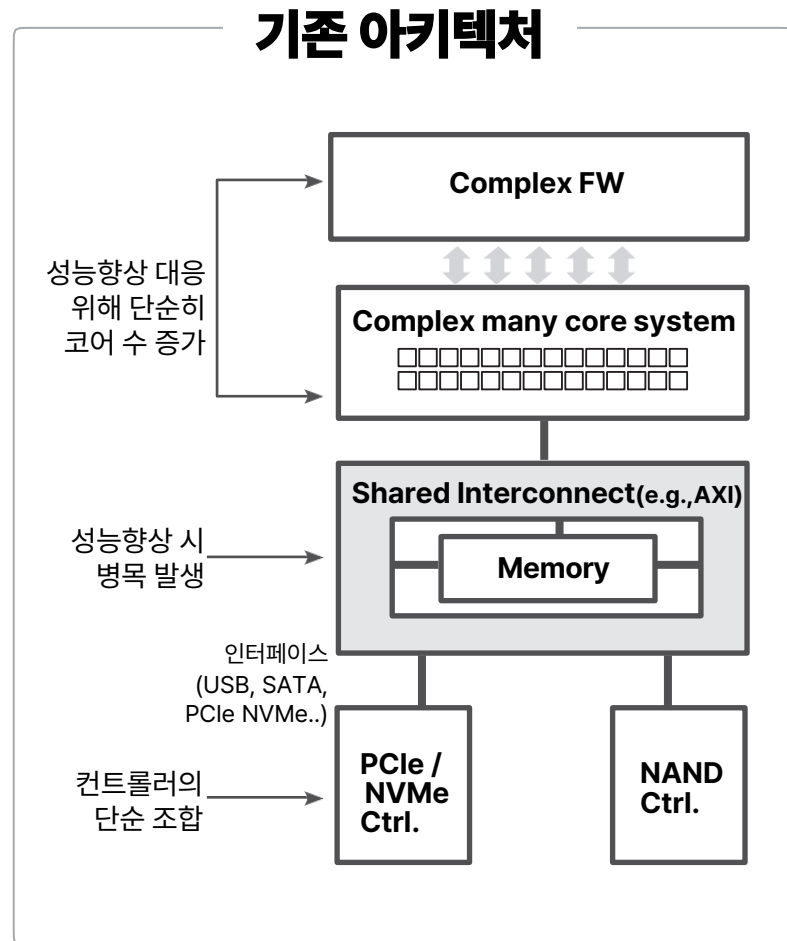 기존 아키텍처
Complex FW
성능향상 대응
위해 단순히
코어 수 증가
Complex many core system
Shared Interconnect(e.g.,AXI)
Memory
성능향상 시
병목 발생
인터페이스
(USB, SATA,
PCIe NVMe..)
컨트롤러의
단순 조합
PCIe /
NVMe
Ctrl.
NAND
Ctrl.